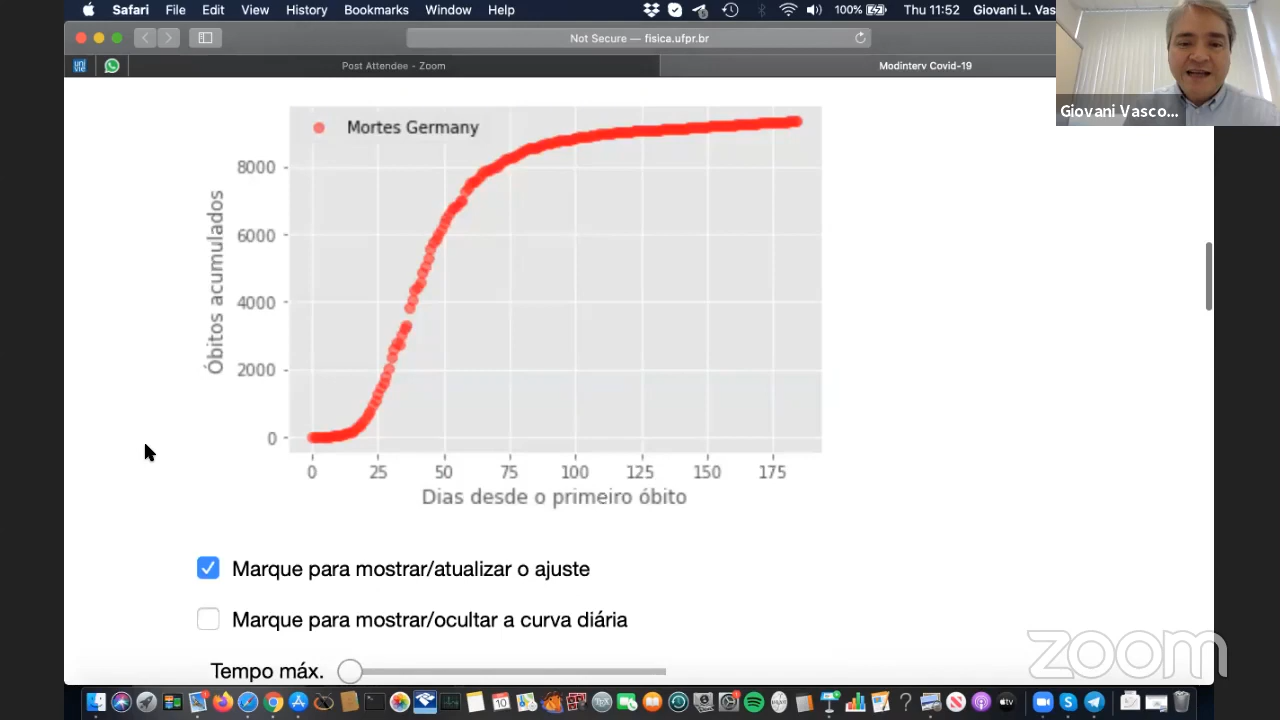 Safari File Edit View History Bookmarks Window Help 100% Thu 11:52 Giovani L. Vas
Not Secure — fisica.ufpr.br
Post Attendee - Zoom
Modinterv Covid-19
Giovani Vasco...
Mortes Germany
Óbitos acumulados
8000
6000
4000
2000
0
0 25 50 75 100 125 150 175
Dias desde o primeiro óbito
Marque para mostrar/atualizar o ajuste
Marque para mostrar/ocultar a curva diária
Tempo máx.
zoom